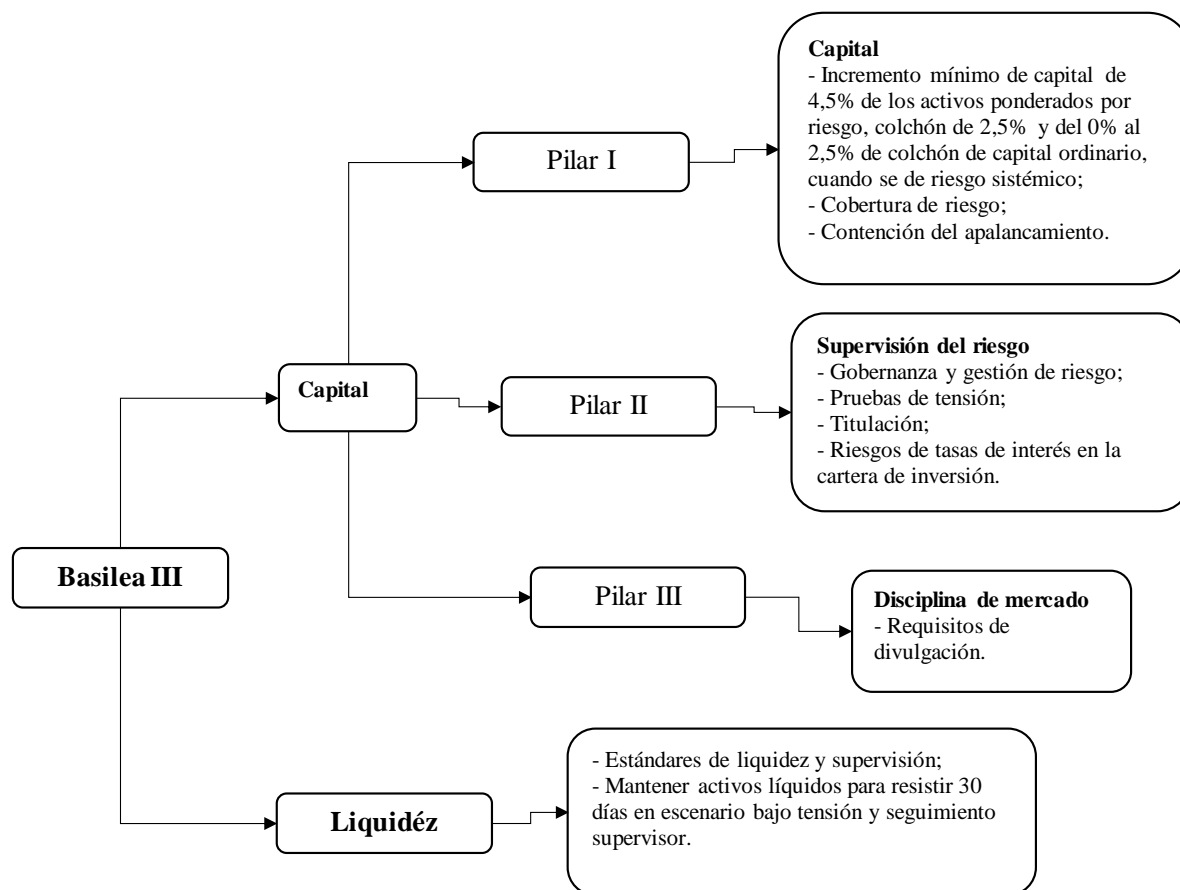 Capital
- Incremento mínimo de capital de
4,5% de los activos ponderados por
riesgo, colchón de 2,5% y del 0% al
2,5% de colchón de capital ordinario,
cuando se de riesgo sistémico;
- Cobertura de riesgo;
- Contención del apalancamiento.
Pilar I
Supervisión del riesgo
- Gobernanza y gestión de riesgo;
- Pruebas de tensión;
- Titulación;
- Riesgos de tasas de interés en la
cartera de inversión.
Capital
Pilar II
Basilea III
Pilar III
Disciplina de mercado
- Requisitos de
divulgación.
- Estándares de liquidez y supervisión;
- Mantener activos líquidos para resistir 30
días en escenario bajo tensión y seguimiento
supervisor.
Liquidéz